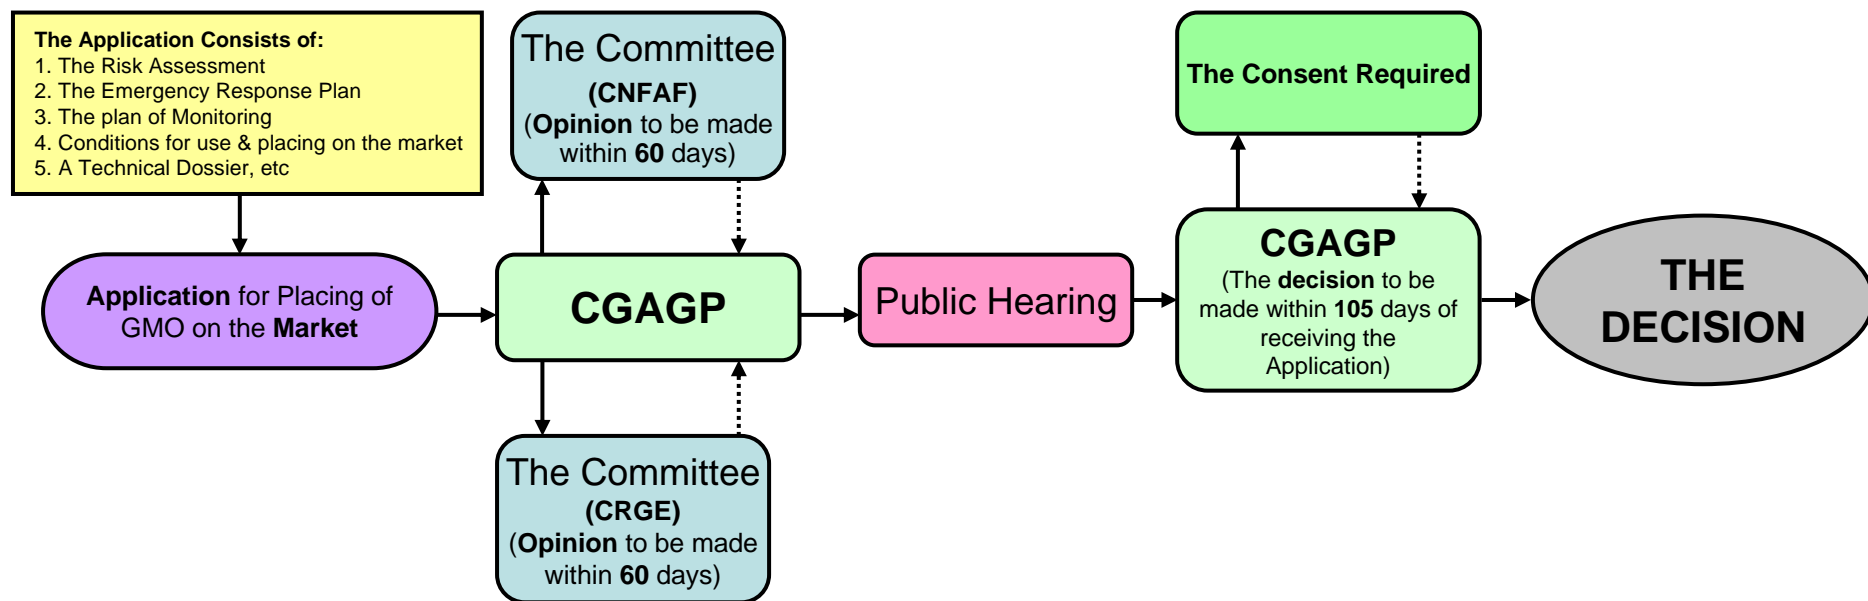 The Application Consists of:
1. The Risk Assessment
2. The Emergency Response Plan
3. The plan of Monitoring
4. Conditions for use & placing on the market
5. A Technical Dossier, etc
Application for Placing of
GMO on the Market
The Committee
(CNFAF)
(Opinion to be made
within 60 days)
CGAGP
The Committee
(CRGE)
(Opinion to be made
within 60 days)
Public Hearing
The Consent Required
CGAGP
(The decision to be
made within 105 days of
receiving the
Application)
THE
DECISION